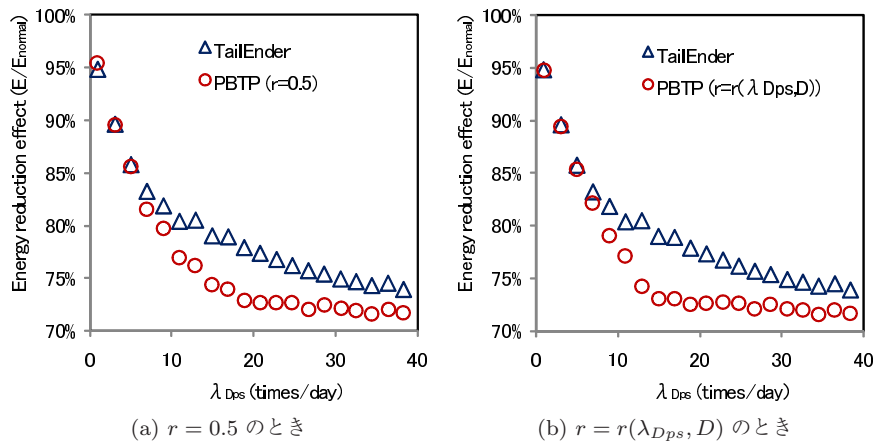 100%
95%
90%
85%
80%
75%
70%
Energy reduction effect (E/Enormal)
TailEnder
PBTP (r=0.5)
0
10
20
30
40
λ Dps (times/day)
(a) r = 0.5 のとき
100%
95%
90%
85%
80%
75%
70%
Energy reduction effect (E/Enormal)
TailEnder
PBTP (r=r(λ Dps,D))
0
10
20
30
40
λ Dps (times/day)
(b) r = r(λDps, D) のとき